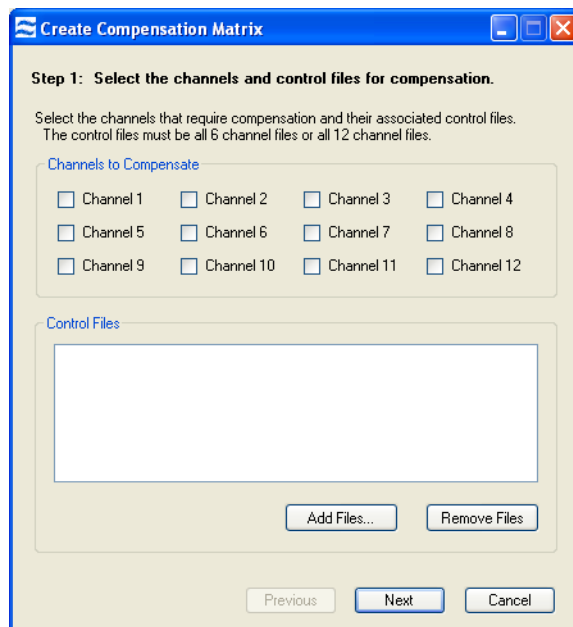 Create Compensation Matrix
Step 1: Select the channels and control files for compensation.
Select the channels that require compensation and their associated control files.
The control files must be all 6 channel files or all 12 channel files.
Channels to Compensate
Channel 1 Channel 2 Channel 3 Channel 4
Channel 5 Channel 6 Channel 7 Channel 8
Channel 9 Channel 10 Channel 11 Channel 12
Control Files
Add Files... Remove Files
Previous Next Cancel